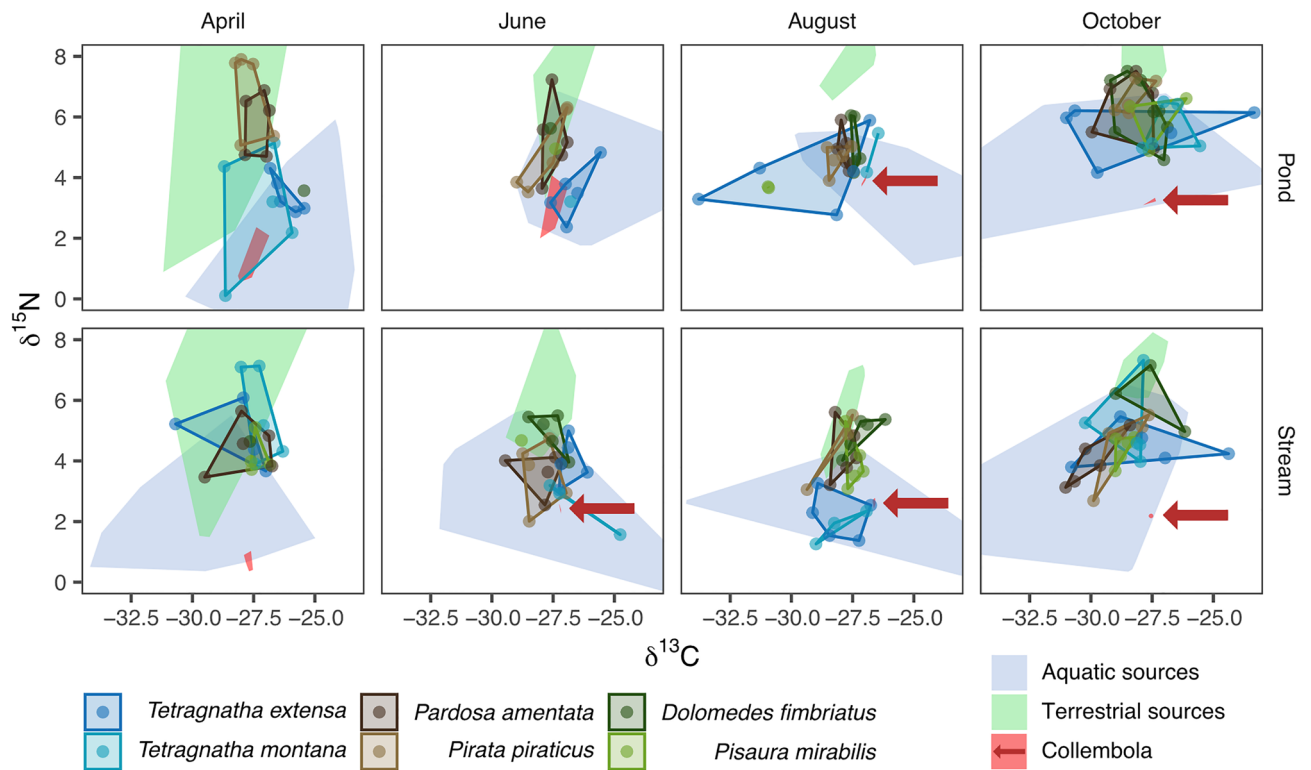 April June August October
8
6
4
2
0
Pond
8
6
4
2
0
Stream
δ15N
−32.5 −30.0 −27.5 −25.0 −32.5 −30.0 −27.5 −25.0 −32.5 −30.0 −27.5 −25.0 −32.5 −30.0 −27.5 −25.0
δ13C
Tetragnatha extensa Pardosa amentata Dolomedes fimbriatus
Tetragnatha montana Pirata piraticus Pisaura mirabilis
Aquatic sources
Terrestrial sources
Collembola